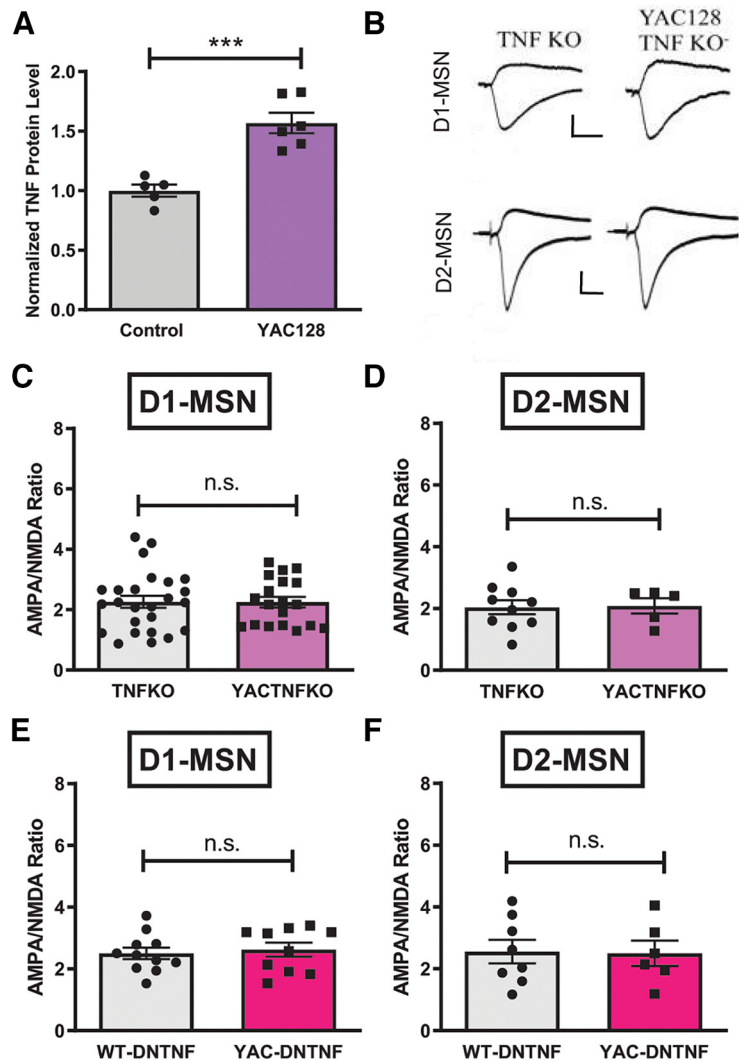 A
***
Normalized TNF Protein Level
2.0
1.5
1.0
0.5
0.0
Control
YAC128
B
TNF KO
YAC128
TNF KO-
D1-MSN
D2-MSN
C
D1-MSN
AMPA/NMDA Ratio
8
6
4
2
0
n.s.
TNFKO
YACTNFKO
D
D2-MSN
AMPA/NMDA Ratio
8
6
4
2
0
n.s.
TNFKO
YACTNFKO
E
D1-MSN
AMPA/NMDA Ratio
8
6
4
2
0
n.s.
WT-DNTNF
YAC-DNTNF
F
D2-MSN
AMPA/NMDA Ratio
8
6
4
2
0
n.s.
WT-DNTNF
YAC-DNTNF